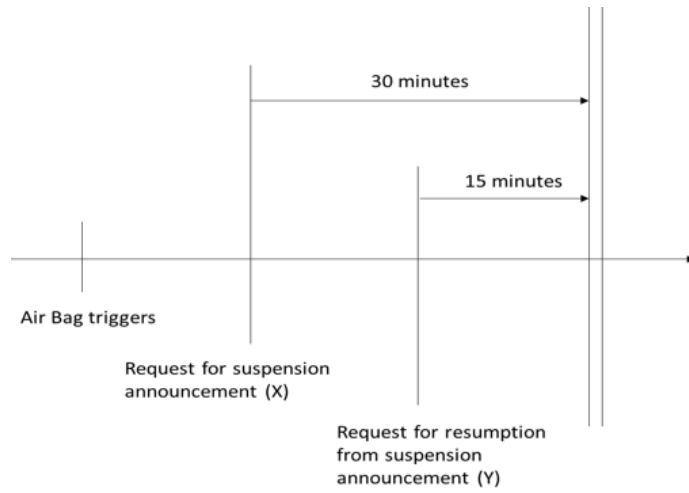 30 minutes
15 minutes
Air Bag triggers
Request for suspension
announcement (X)
Request for resumption
from suspension
announcement (Y)